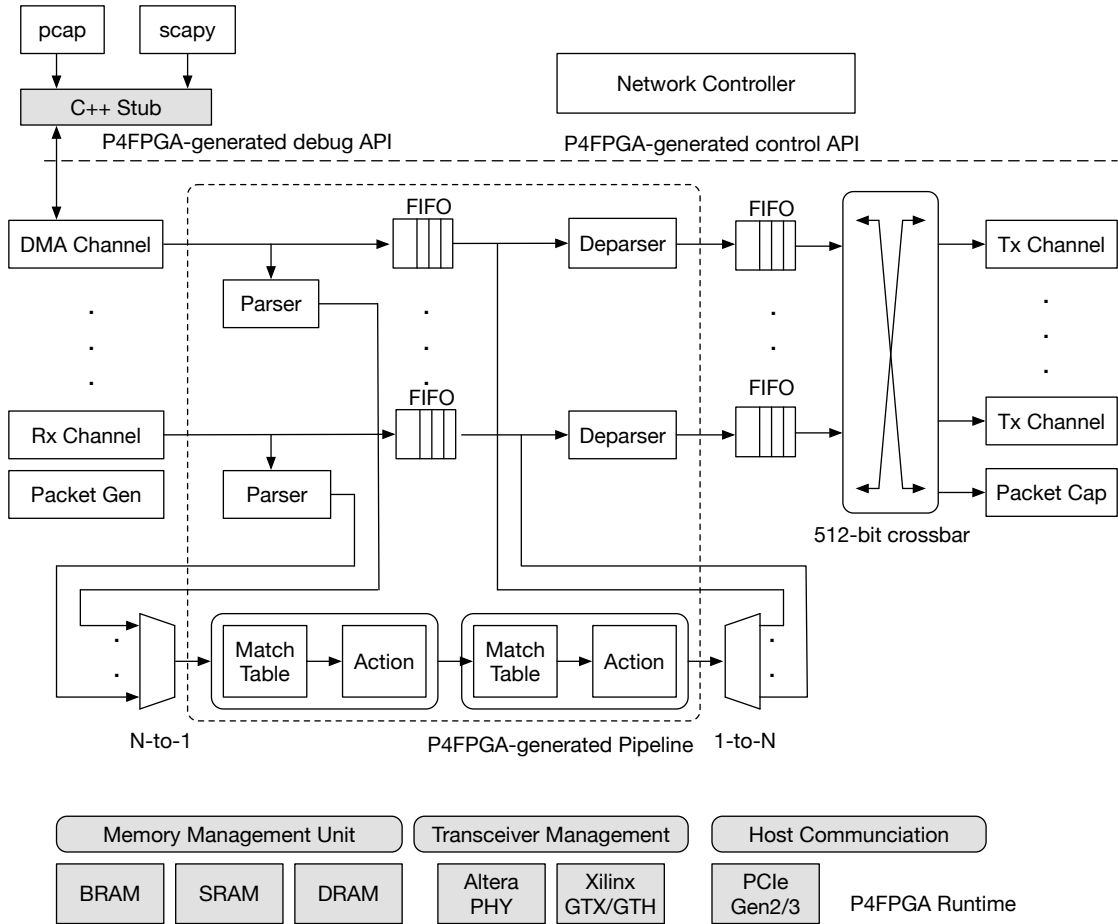 pcap
scapy
C++ Stub
Network Controller
P4FPGA-generated debug API
P4FPGA-generated control API
FIFO
FIFO
DMA Channel
Deparser
Tx Channel
Parser
FIFO
FIFO
Rx Channel
Deparser
Tx Channel
Packet Gen
Parser
Packet Cap
512-bit crossbar
Match
Table
Action
Match
Table
Action
N-to-1
P4FPGA-generated Pipeline
1-to-N
Memory Management Unit
Transceiver Management
Host Communciation
BRAM
SRAM
DRAM
Altera
PHY
Xilinx
GTX/GTH
PCIe
Gen2/3
P4FPGA Runtime